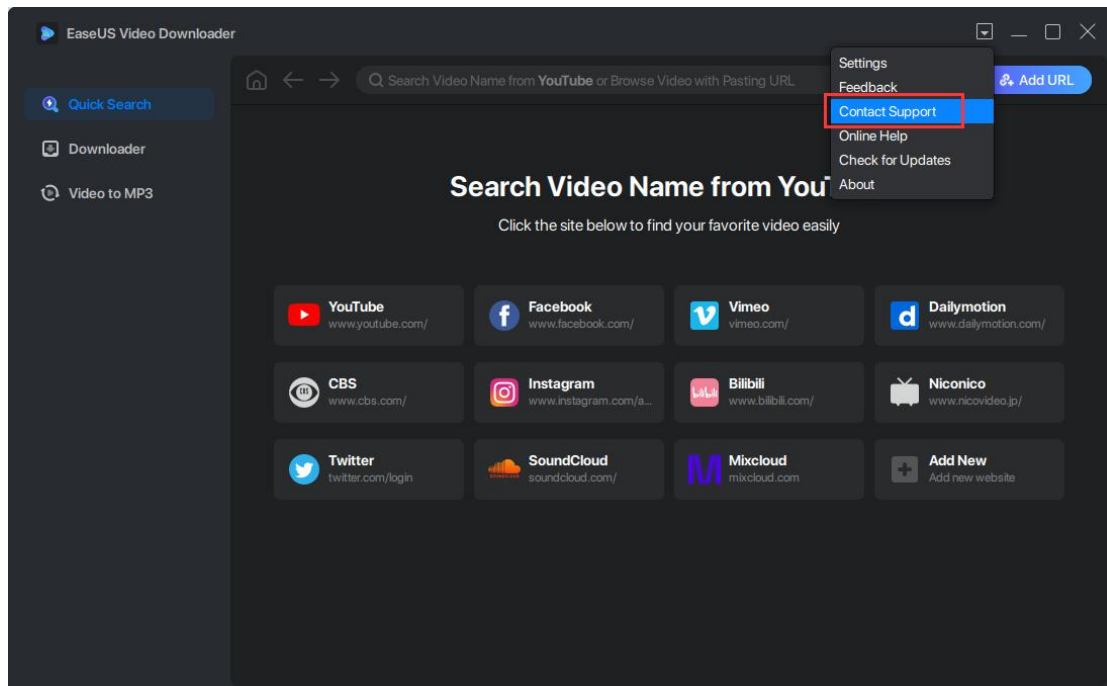 EaseUS Video Downloader
Search Video Name from YouTube or Browse Video with Pasting URL
Add URL
Settings
Feedback
Contact Support
Online Help
Check for Updates
About
Quick Search
Downloader
Video to MP3
Search Video Name from You
Click the site below to find your favorite video easily
YouTube
www.youtube.com/
Facebook
www.facebook.com/
Vimeo
vimeo.com/
Dailymotion
www.dailymotion.com/
CBS
www.cbs.com/
Instagram
www.instagram.com/a...
Bilibili
www.bilibili.com/
Niconico
www.nicovideo.jp/
Twitter
twitter.com/login
SoundCloud
soundcloud.com/
Mixcloud
mixcloud.com
Add New
Add new website